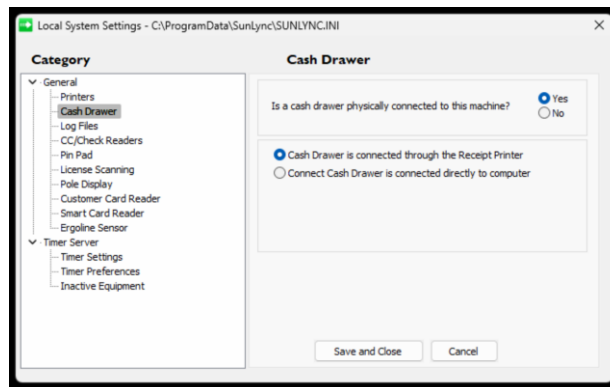 Local System Settings - C:\ProgramData\SunLync\SUNLYNC.INI
Category
General
Printers
Cash Drawer
Log Files
CC/Check Readers
Pin Pad
License Scanning
Pole Display
Customer Card Reader
Smart Card Reader
Ergoline Sensor
Timer Server
Timer Settings
Timer Preferences
Inactive Equipment
Cash Drawer
Is a cash drawer physically connected to this machine?
Yes
No
Cash Drawer is connected through the Receipt Printer
Connect Cash Drawer is connected directly to computer
Save and Close
Cancel